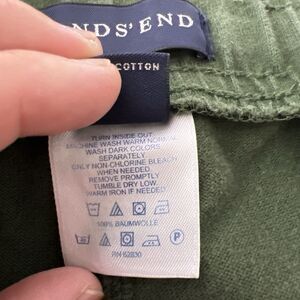 NDS' END
COTTON
TURN INSIDE OUT
MACHINE WASH WARM NORMAL
WASH DARK COLORS
SEPARATELY
ONLY NON-CHLORINE BLEACH
WHEN NEEDED
REMOVE PROMPTLY
TUMBLE DRY LOW
WARM IRON IF NEEDED
P
100% BAUMWOLLE
RN 62830